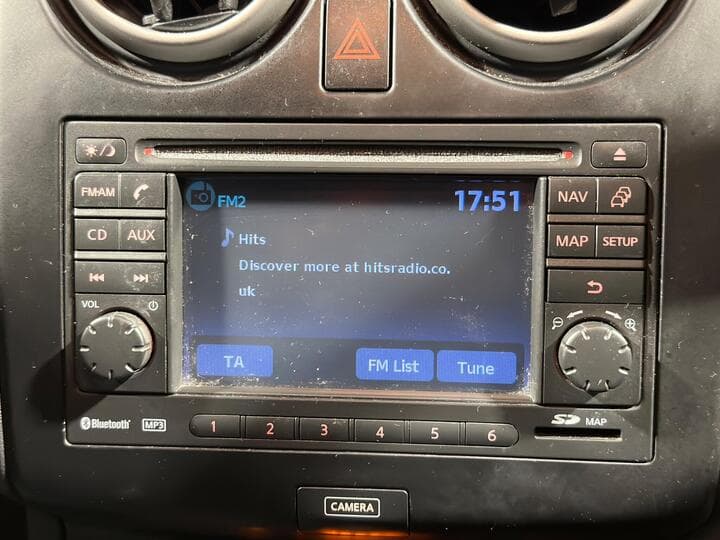 FM·AM
CD
AUX
VOL
FM2
17:51
Hits
Discover more at hitsradio.co.
uk
TA
FM List
Tune
NAV
MAP
SETUP
Bluetooth
MP3
1 2 3 4 5 6
SD MAP
CAMERA